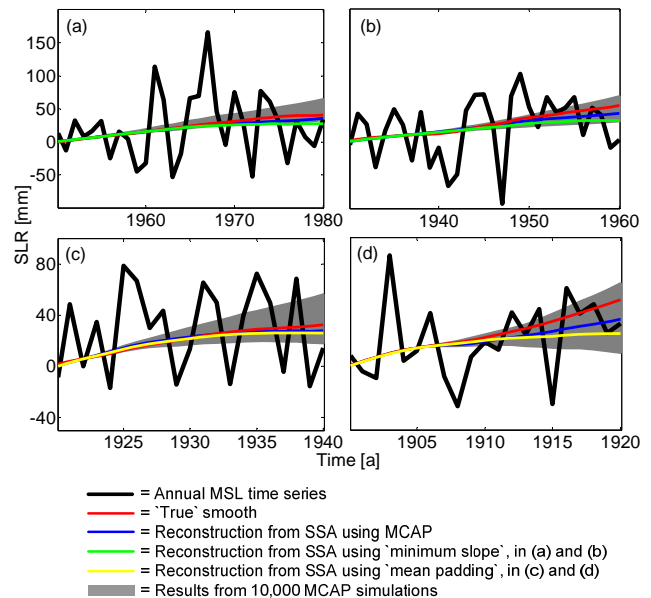 (a)
(b)
150
100
50
0
-50
1960
1970
1980
1940
1950
1960
SLR [mm]
(c)
(d)
80
40
0
-40
1925
1930
1935
1940
1905
1910
1915
1920
Time [a]
= Annual MSL time series
= `True` smooth
= Reconstruction from SSA using MCAP
= Reconstruction from SSA using `minimum slope`, in (a) and (b)
= Reconstruction from SSA using `mean padding`, in (c) and (d)
= Results from 10,000 MCAP simulations